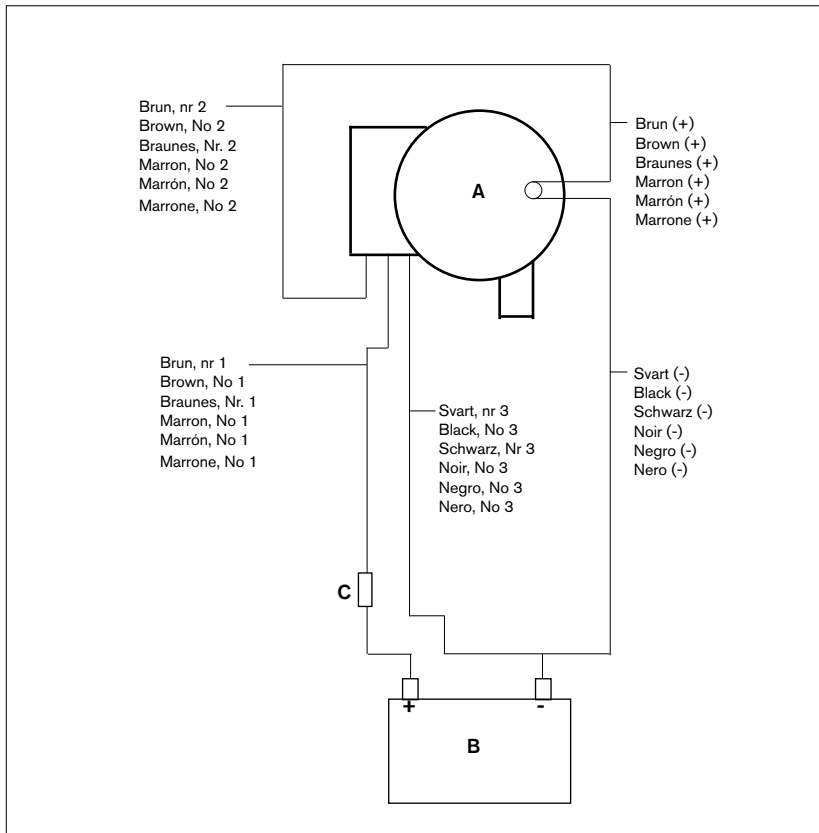 Brun, nr 2
Brown, No 2
Braunes, Nr. 2
Marron, No 2
Marrón, No 2
Marrone, No 2
Brun (+)
Brown (+)
Braunes (+)
Marron (+)
Marrón (+)
Marrone (+)
A
Brun, nr 1
Brown, No 1
Braunes, Nr. 1
Marron, No 1
Marrón, No 1
Marrone, No 1
Svart, nr 3
Black, No 3
Schwarz, Nr 3
Noir, No 3
Negro, No 3
Nero, No 3
Svart (-)
Black (-)
Schwarz (-)
Noir (-)
Negro (-)
Nero (-)
C
+ -
B